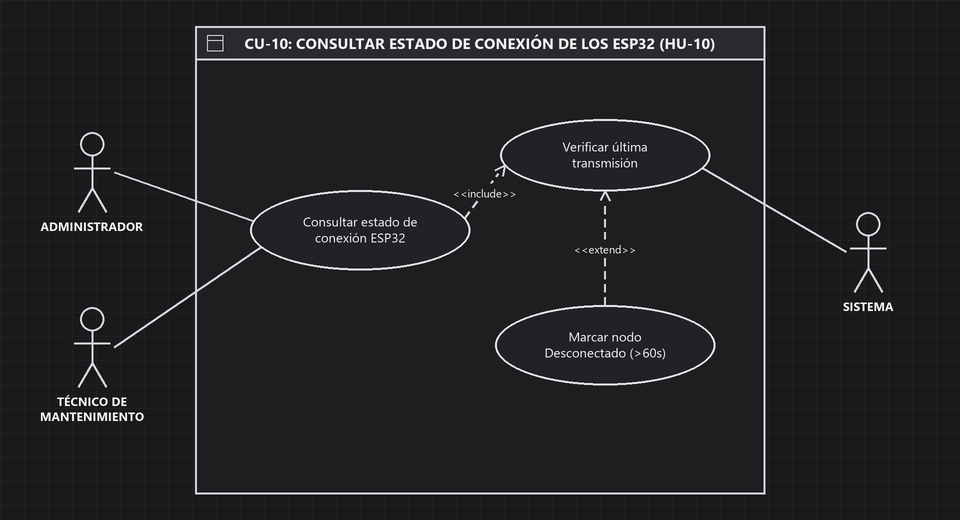 CU-10: CONSULTAR ESTADO DE CONEXIÓN DE LOS ESP32 (HU-10)
Verificar última
transmisión
<<include>>
ADMINISTRADOR
Consultar estado de
conexión ESP32
<<extend>>
SISTEMA
Marcar nodo
Desconectado (>60s)
TÉCNICO DE
MANTENIMIENTO